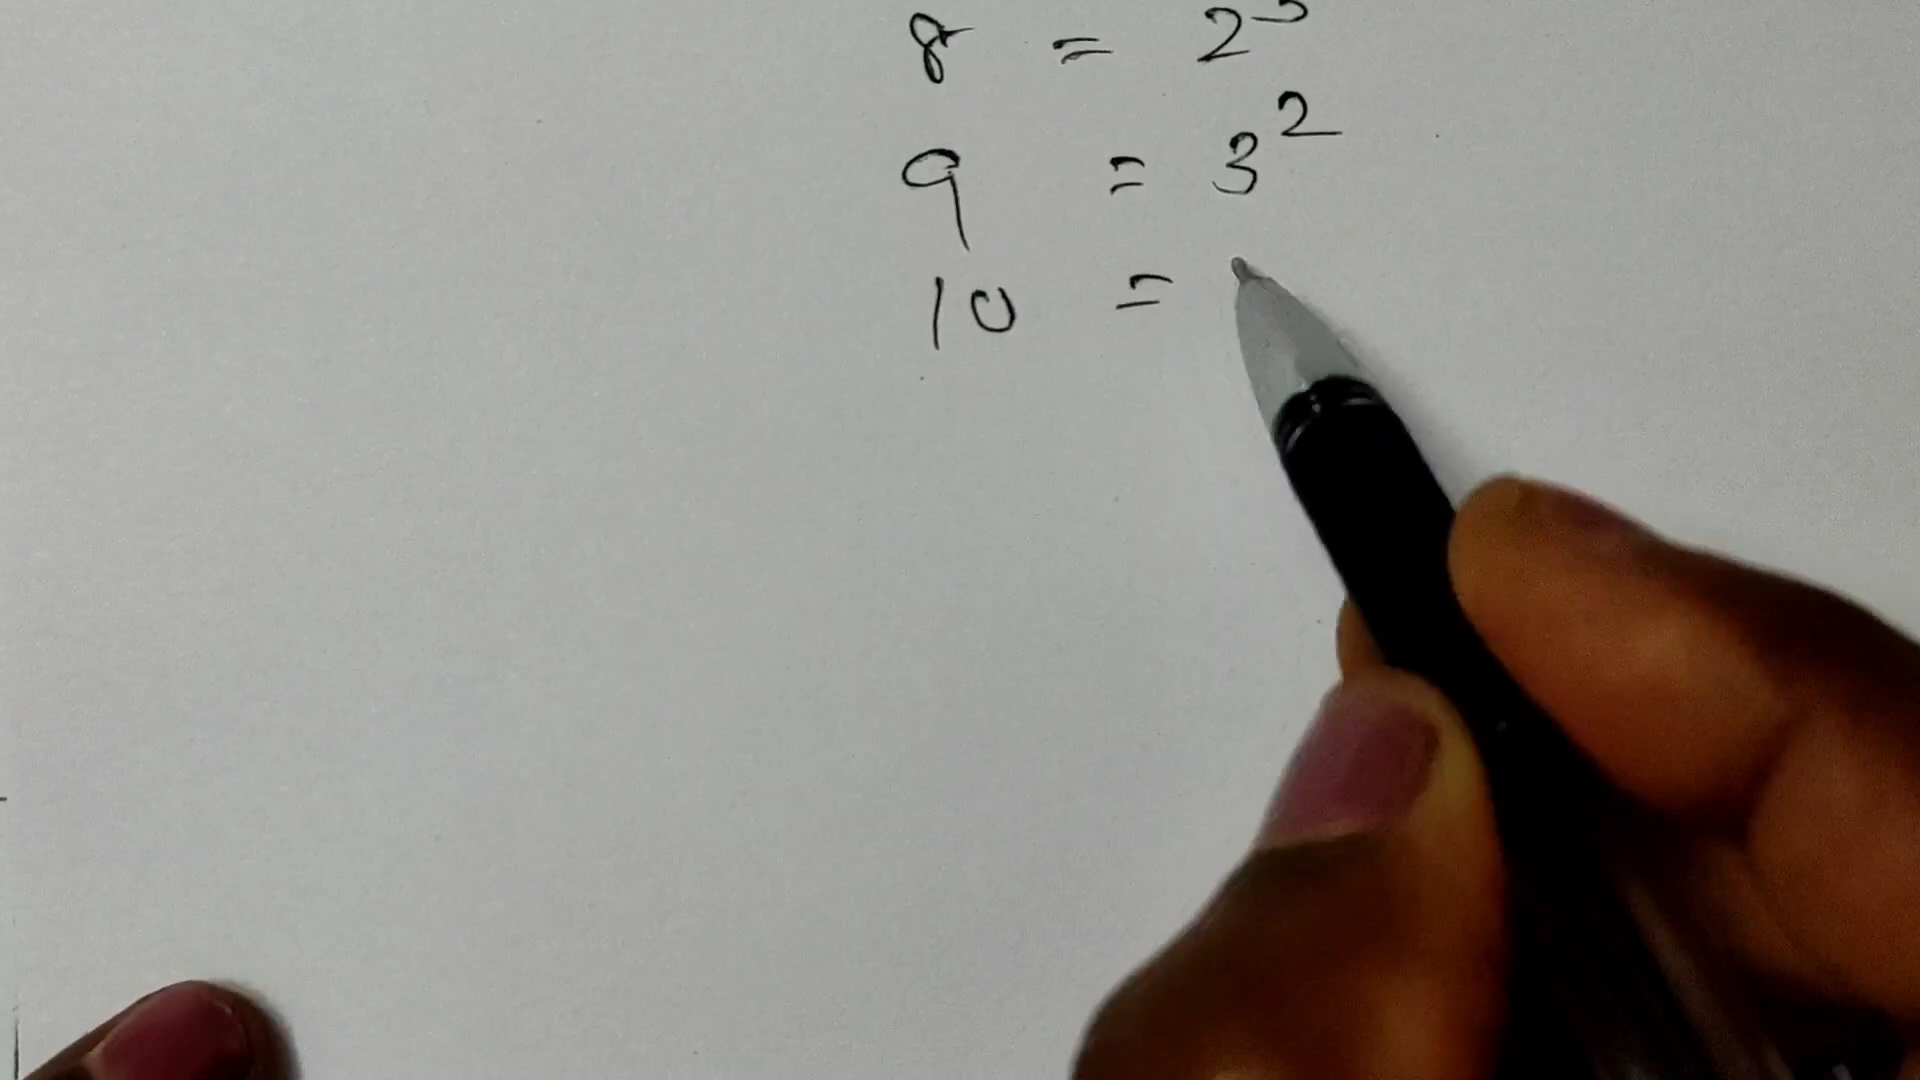 8 = 2³
9 = 3²
10 =